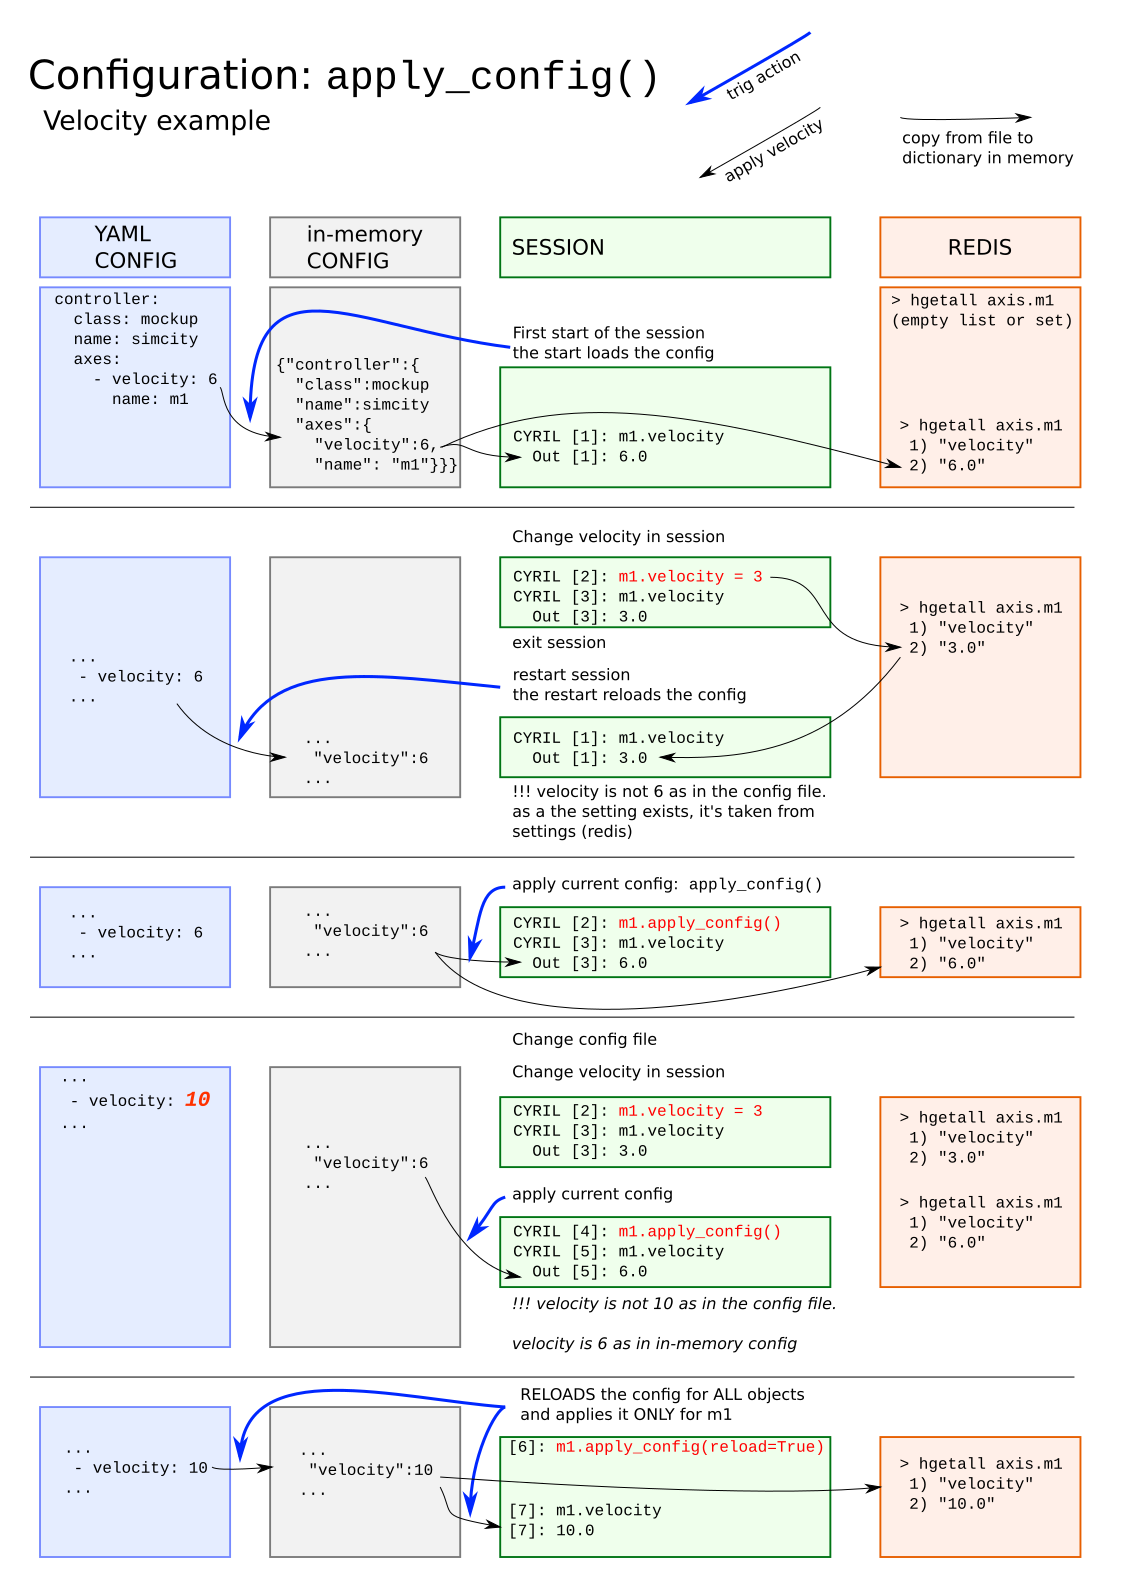 Configuration: apply_config()
Velocity example
trig action
apply velocity
copy from file to
dictionary in memory
YAML
CONFIG
in-memory
CONFIG
SESSION
REDIS
controller:
class: mockup
name: simcity
axes:
- velocity: 6
name: m1
{"controller":{
"class":mockup
"name":simcity
"axes":{
"velocity":6,
"name": "m1"}}}
First start of the session
the start loads the config
CYRIL [1]: m1.velocity
Out [1]: 6.0
> hgetall axis.m1
(empty list or set)
> hgetall axis.m1
1) "velocity"
2) "6.0"
...
- velocity: 6
...
...
"velocity":6
...
Change velocity in session
CYRIL [2]: m1.velocity = 3
CYRIL [3]: m1.velocity
Out [3]: 3.0
exit session
restart session
the restart reloads the config
CYRIL [1]: m1.velocity
Out [1]: 3.0
!!! velocity is not 6 as in the config file.
as a the setting exists, it's taken from
settings (redis)
> hgetall axis.m1
1) "velocity"
2) "3.0"
...
- velocity: 6
...
...
"velocity":6
...
apply current config: apply_config()
CYRIL [2]: m1.apply_config()
CYRIL [3]: m1.velocity
Out [3]: 6.0
> hgetall axis.m1
1) "velocity"
2) "6.0"
...
- velocity: 10
...
...
"velocity":6
...
Change config file
Change velocity in session
CYRIL [2]: m1.velocity = 3
CYRIL [3]: m1.velocity
Out [3]: 3.0
apply current config
CYRIL [4]: m1.apply_config()
CYRIL [5]: m1.velocity
Out [5]: 6.0
!!! velocity is not 10 as in the config file.
velocity is 6 as in in-memory config
> hgetall axis.m1
1) "velocity"
2) "3.0"
> hgetall axis.m1
1) "velocity"
2) "6.0"
...
- velocity: 10
...
...
"velocity":10
...
RELOADS the config for ALL objects
and applies it ONLY for m1
[6]: m1.apply_config(reload=True)
[7]: m1.velocity
[7]: 10.0
> hgetall axis.m1
1) "velocity"
2) "10.0"